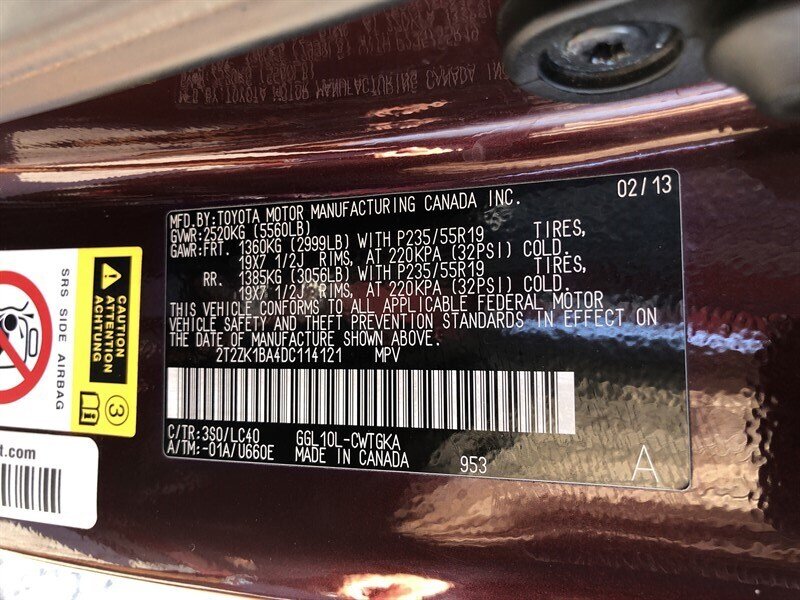 MFD.BY:TOYOTA MOTOR MANUFACTURING CANADA INC. 02/13
GVWR:2520KG (5560LB)
GAWR:FRT. 1360KG (2999LB) WITH P235/55R19 TIRES,
19X7 1/2J RIMS, AT 220KPA (32PSI) COLD.
RR. 1385KG (3056LB) WITH P235/55R19 TIRES,
19X7 1/2J RIMS, AT 220KPA (32PSI) COLD.
THIS VEHICLE CONFORMS TO ALL APPLICABLE FEDERAL MOTOR
VEHICLE SAFETY AND THEFT PREVENTION STANDARDS IN EFFECT ON
THE DATE OF MANUFACTURE SHOWN ABOVE.
2T2ZK1BA4DC114121 MPV
C/TR:3S0/LC40 GGL10L-CWTGKA
A/TM:-01A/U660E MADE IN CANADA 953 A
CAUTION
ATTENTION
ACHTUNG
SRS SIDE AIRBAG
3
t.com